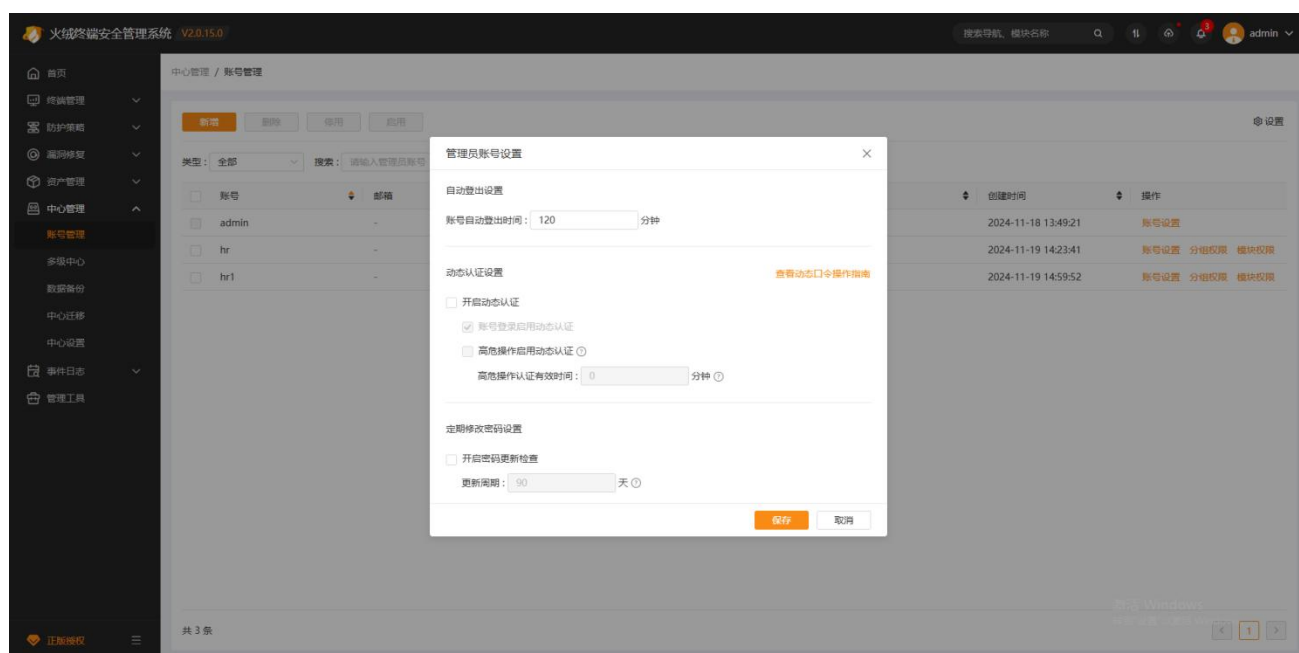 火绒终端安全管理系统 V2.0.15.0
搜索导航、模块名称
3
admin
首页
终端管理
防护策略
漏洞修复
资产管理
中心管理
账号管理
多级中心
数据备份
中心迁移
中心设置
事件日志
管理工具
正版授权
中心管理 / 账号管理
新增 删除 停用 启用
设置
类型： 全部 搜索： 请输入管理员账号
账号 邮箱 创建时间 操作
admin - 2024-11-18 13:49:21 账号设置
hr - 2024-11-19 14:23:41 账号设置 分组权限 模块权限
hr1 - 2024-11-19 14:59:52 账号设置 分组权限 模块权限
管理员账号设置
自动登出设置
账号自动登出时间： 120 分钟
动态认证设置 查看动态口令操作指南
开启动态认证
账号登录启用动态认证
高危操作启用动态认证
高危操作认证有效时间： 0 分钟
定期修改密码设置
开启密码更新检查
更新周期： 90 天
保存 取消
共 3 条
激活 Windows
1